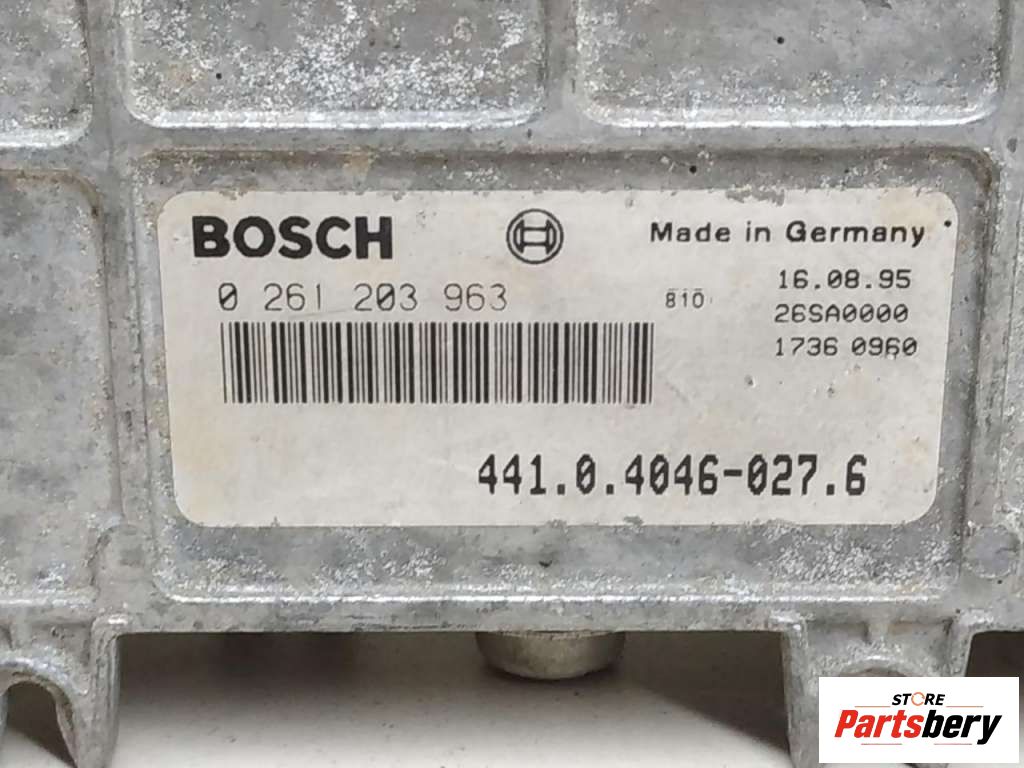 BOSCH
Made in Germany
0 261 203 963
810
16.08.95
26SA0000
1736 0960
441.0.4046-027.6
STORE
Partsbery